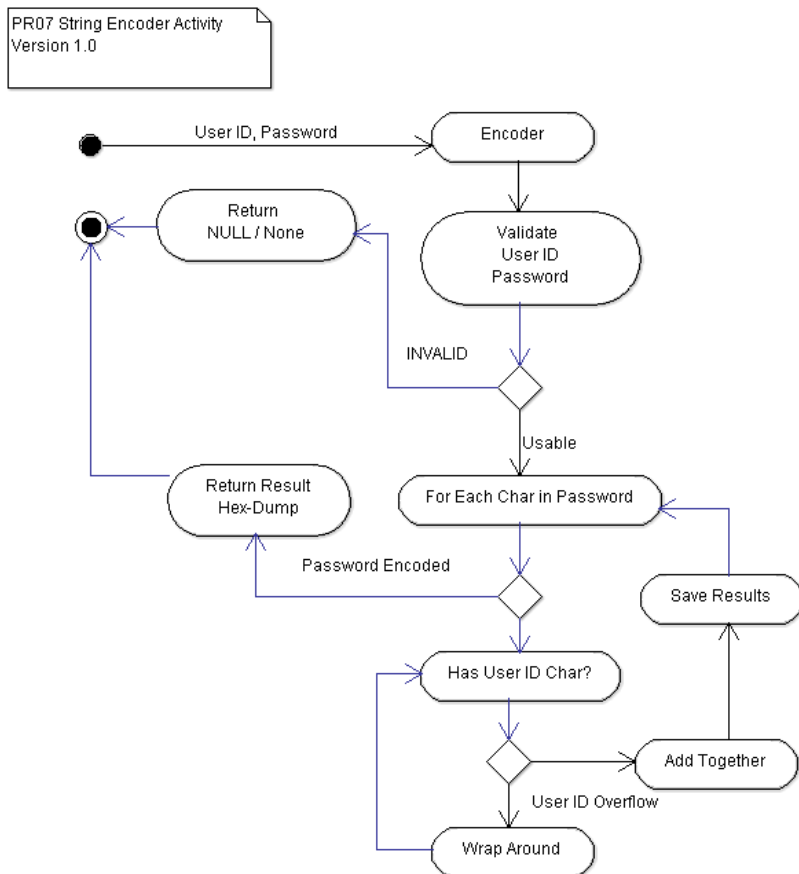 PR07 String Encoder Activity
Version 1.0
User ID, Password
Encoder
Return
NULL / None
Validate
User ID
Password
INVALID
Usable
Return Result
Hex-Dump
For Each Char in Password
Password Encoded
Save Results
Has User ID Char?
Add Together
User ID Overflow
Wrap Around